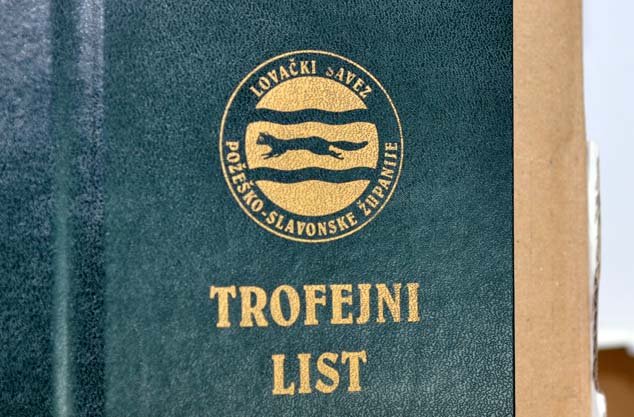 LOVAČKI SAVEZ
POŽEŠKO-SLAVONSKE ŽUPANIJE
TROFEJNI
LIST